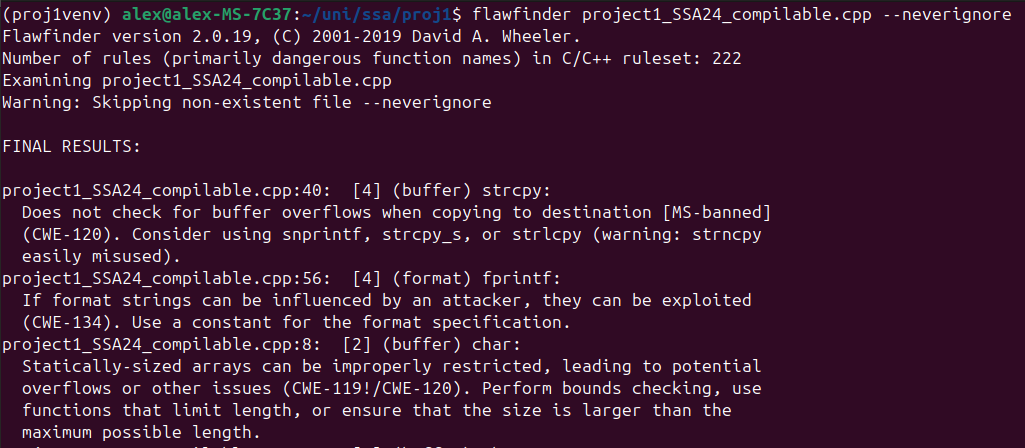 (proj1venv) alex@alex-MS-7C37:~/uni/ssa/proj1$ flawfinder project1_SSA24_compilable.cpp --neverignore
Flawfinder version 2.0.19, (C) 2001-2019 David A. Wheeler.
Number of rules (primarily dangerous function names) in C/C++ ruleset: 222
Examining project1_SSA24_compilable.cpp
Warning: Skipping non-existent file --neverignore

FINAL RESULTS:

project1_SSA24_compilable.cpp:40:  [4] (buffer) strcpy:
  Does not check for buffer overflows when copying to destination [MS-banned]
  (CWE-120). Consider using snprintf, strcpy_s, or strlcpy (warning: strncpy
  easily misused).
project1_SSA24_compilable.cpp:56:  [4] (format) fprintf:
  If format strings can be influenced by an attacker, they can be exploited
  (CWE-134). Use a constant for the format specification.
project1_SSA24_compilable.cpp:8:  [2] (buffer) char:
  Statically-sized arrays can be improperly restricted, leading to potential
  overflows or other issues (CWE-119!/CWE-120). Perform bounds checking, use
  functions that limit length, or ensure that the size is larger than the
  maximum possible length.